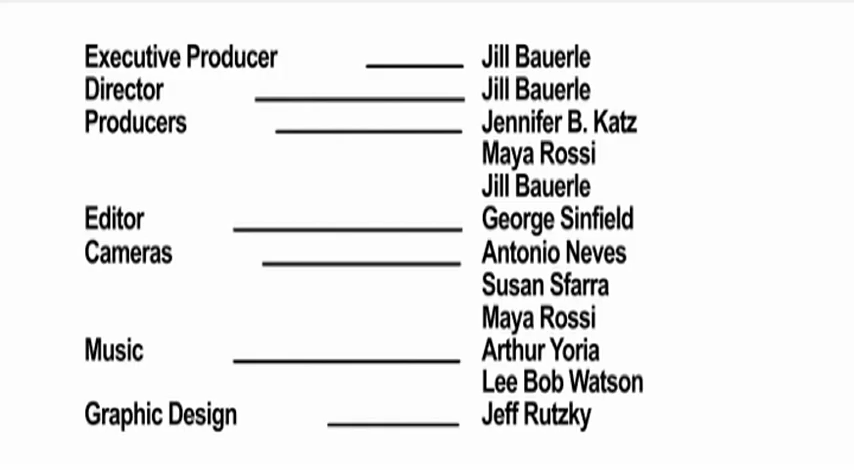 Executive Producer Jill Bauerle
Director Jill Bauerle
Producers Jennifer B. Katz
Maya Rossi
Jill Bauerle
Editor George Sinfield
Cameras Antonio Neves
Susan Sfarra
Maya Rossi
Music Arthur Yoria
Lee Bob Watson
Graphic Design Jeff Rutzky